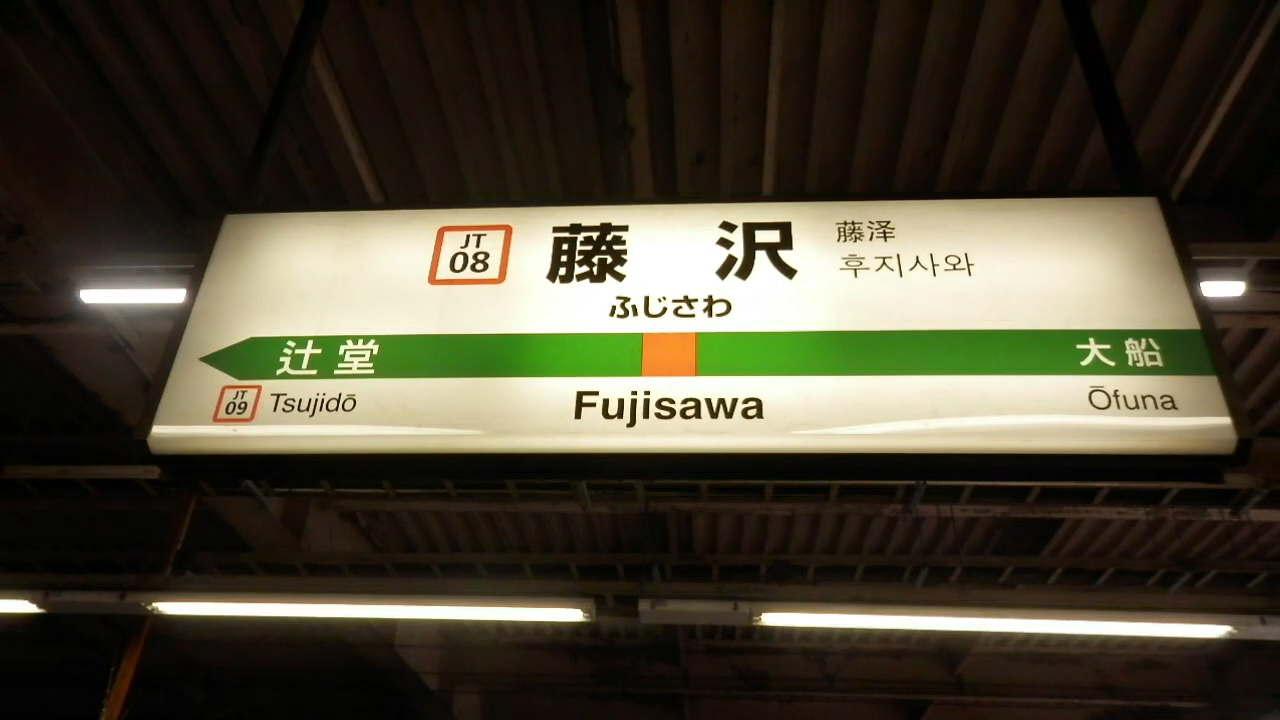 JT
08
藤 沢
藤泽
후지사와
ふじさわ
辻 堂
大 船
JT
09
Tsujidō
Fujisawa
Ōfuna